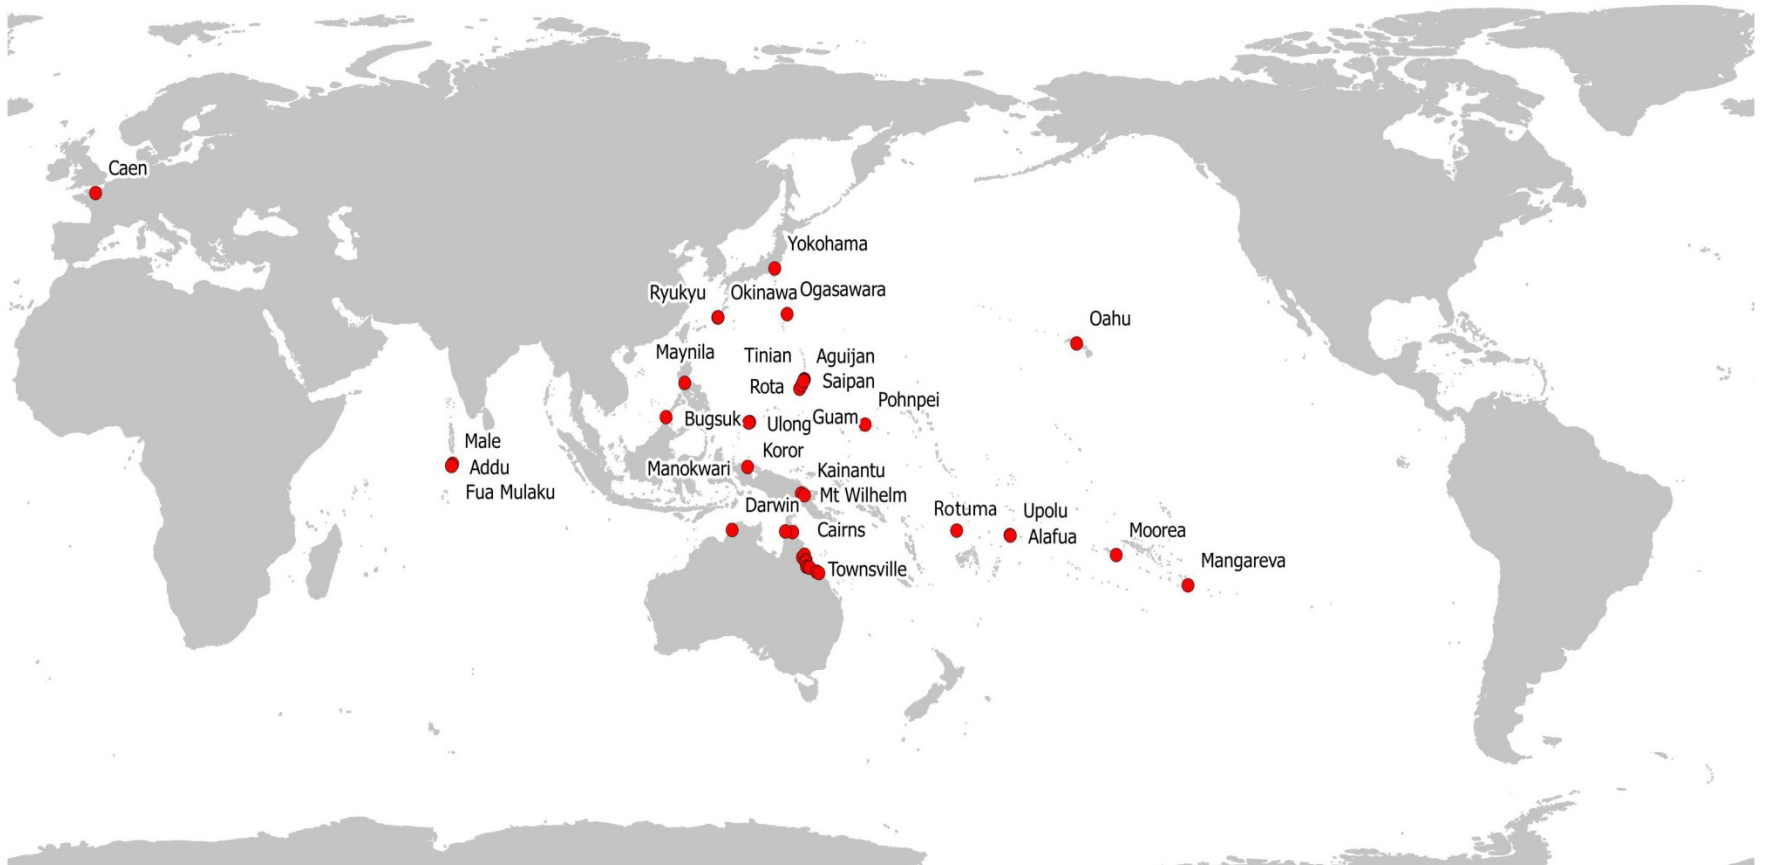 Caen
Yokohama
Ryukyu
Okinawa
Ogasawara
Oahu
Maynila
Tinian
Aguijan
Rota
Saipan
Pohnpei
Bugsuk
Ulong
Guam
Male
Addu
Fua Mulaku
Koror
Manokwari
Kainantu
Mt Wilhelm
Darwin
Cairns
Rotuma
Upolu
Alafua
Moorea
Mangareva
Townsville